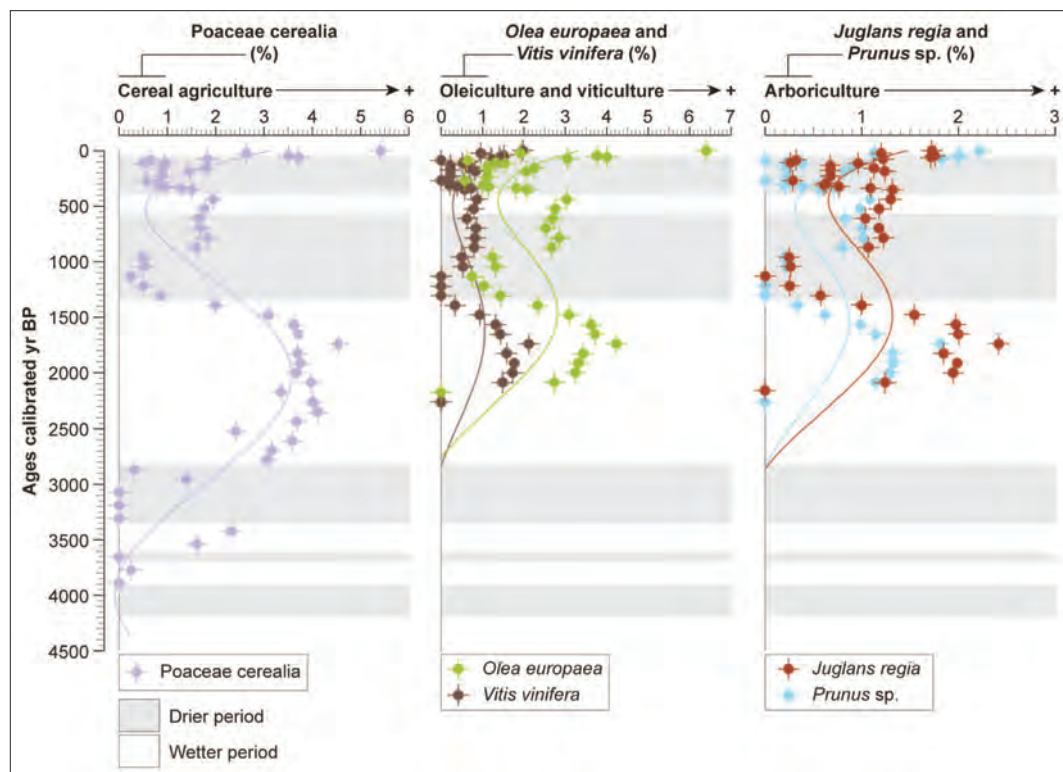 Poaceae cerealia
(%)
Cereal agriculture +
0 1 2 3 4 5 6
Olea europaea and
Vitis vinifera (%)
Oleiculture and viticulture +
0 1 2 3 4 5 6 7
Juglans regia and
Prunus sp. (%)
Arboriculture +
0 1 2 3
Ages calibrated yr BP
0
500
1000
1500
2000
2500
3000
3500
4000
4500
Poaceae cerealia
Olea europaea
Vitis vinifera
Juglans regia
Prunus sp.
Drier period
Wetter period